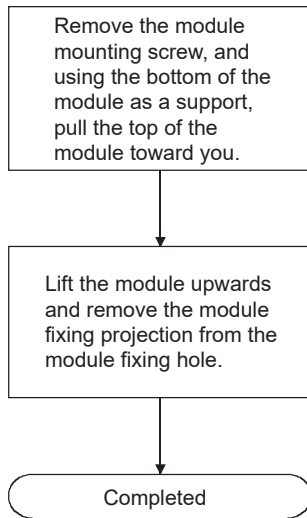 Remove the module
mounting screw, and
using the bottom of the
module as a support,
pull the top of the
module toward you.
Lift the module upwards
and remove the module
fixing projection from the
module fixing hole.
Completed